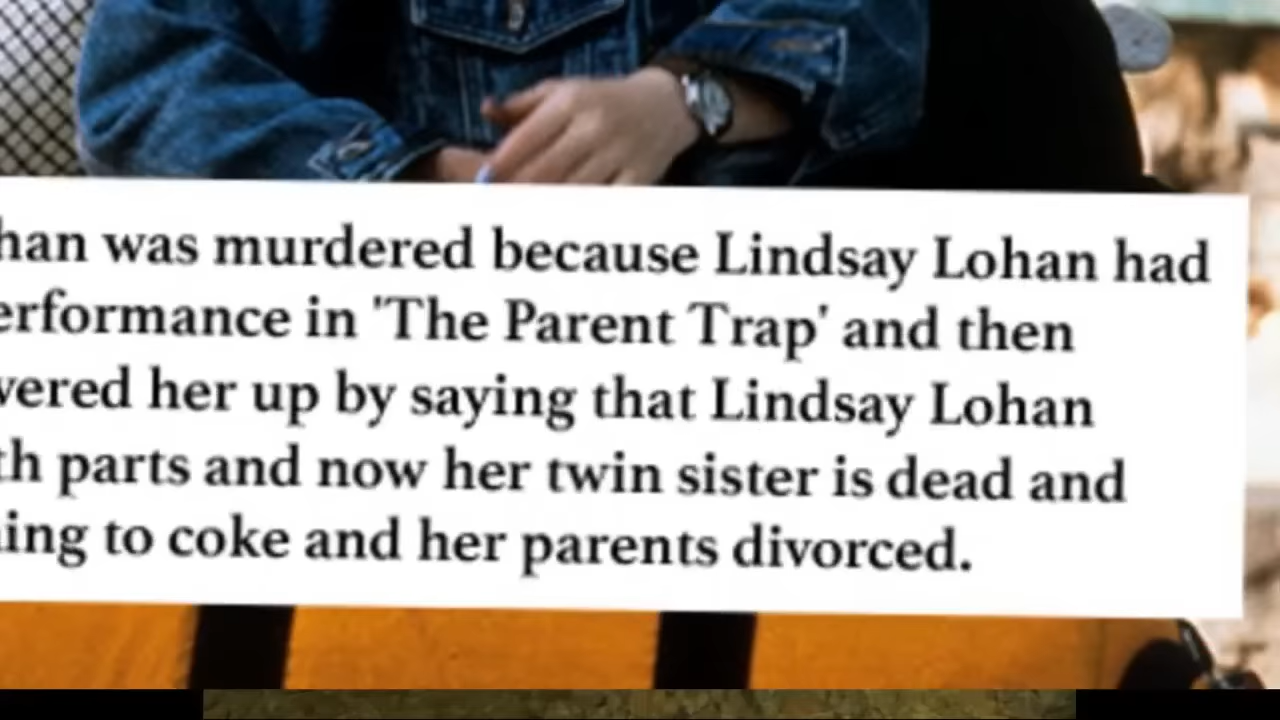 han was murdered because Lindsay Lohan had
erformance in 'The Parent Trap' and then
vered her up by saying that Lindsay Lohan
th parts and now her twin sister is dead and
ing to coke and her parents divorced.